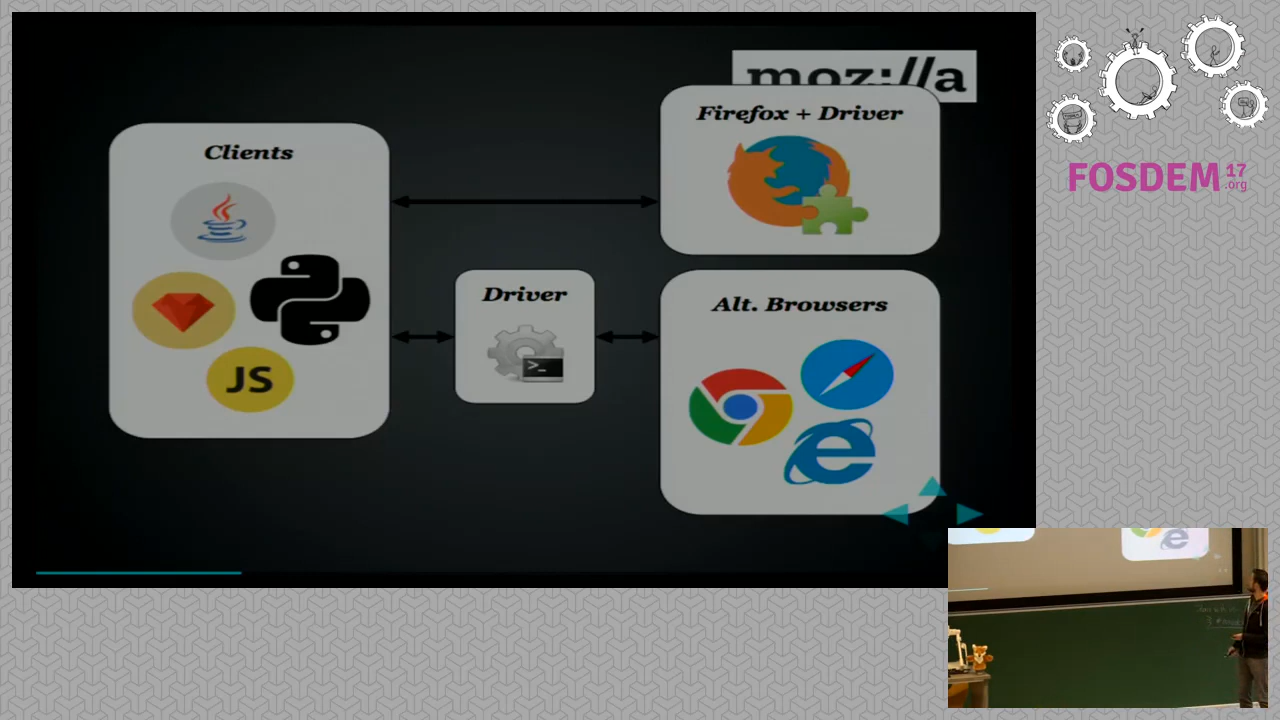 moz://a
Firefox + Driver
Clients
Driver
>_
Alt. Browsers
JS
FOSDEM 17
.org